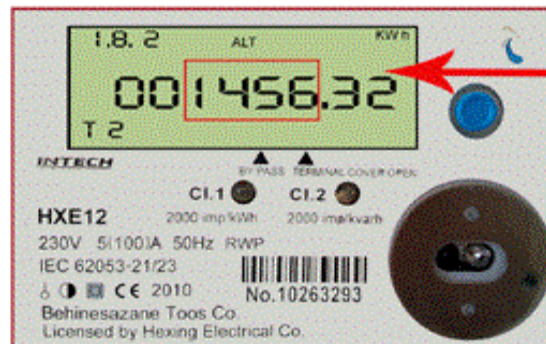 1.8. 2 ALT KWh
001456.32
T 2
INTECH
BY PASS TERMINAL COVER OPEN
Cl.1 Cl.2
HXE12 2000 imp/kWh 2000 imp/kvarh
230V 5(100)A 50Hz RWP
IEC 62053-21/23
CE 2010
No.10263293
Behinesazane Toos Co.
Licensed by Hexing Electrical Co.